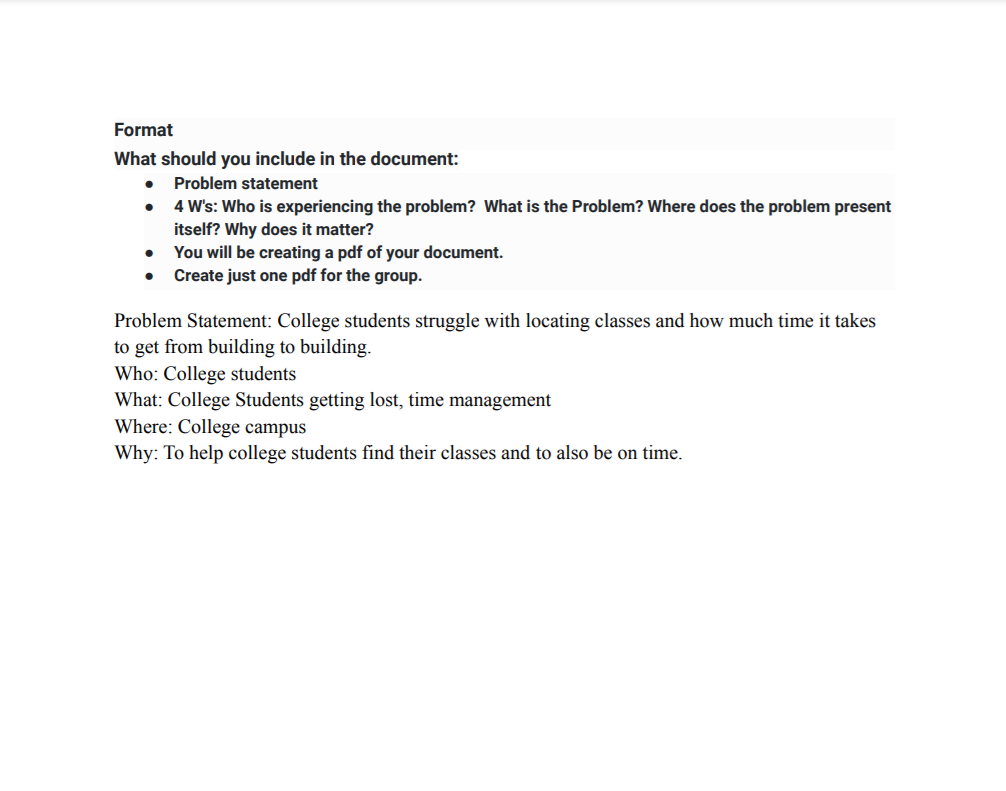 Format
What should you include in the document:
● Problem statement
● 4 W's: Who is experiencing the problem?  What is the Problem? Where does the problem present
itself? Why does it matter?
● You will be creating a pdf of your document.
● Create just one pdf for the group.
Problem Statement: College students struggle with locating classes and how much time it takes
to get from building to building.
Who: College students
What: College Students getting lost, time management
Where: College campus
Why: To help college students find their classes and to also be on time.